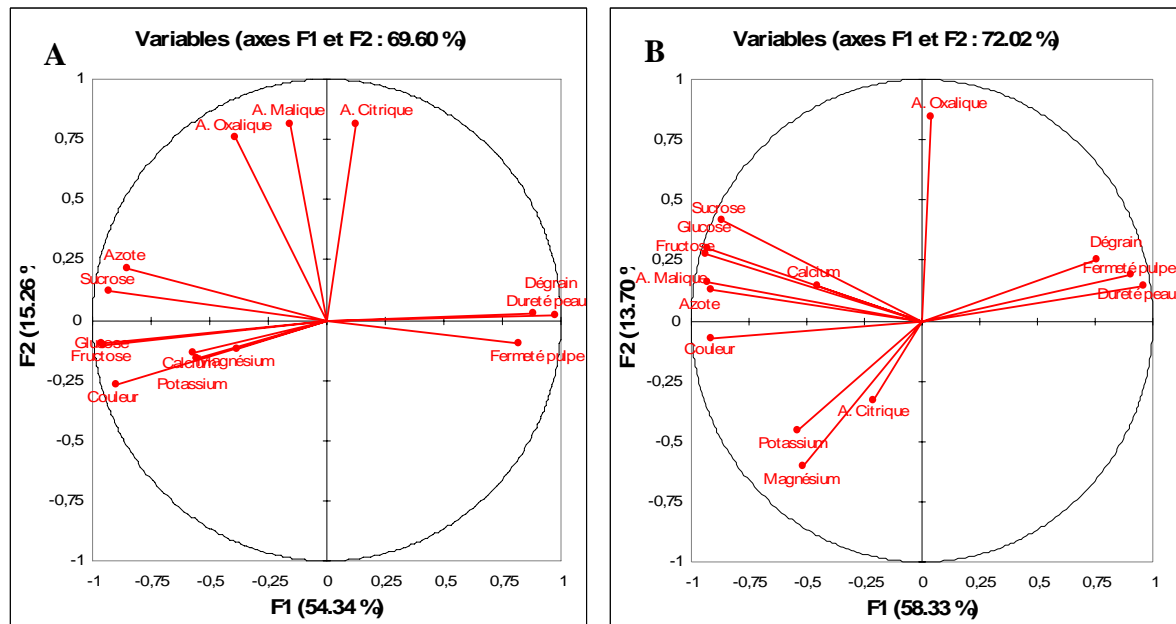 A
Variables (axes F1 et F2 : 69.60 %)
1
0,75
0,5
0,25
0
-0,25
-0,5
-0,75
-1
F2 (15.26 %)
A. Malique
A. Citrique
A. Oxalique
Azote
Sucrose
Dégrain
Dureté peau
Glucose
Fructose
Calcium
Magnésium
Fermeté pulpe
Potassium
Couleur
-1
-0,75
-0,5
-0,25
0
0,25
0,5
0,75
1
F1 (54.34 %)
B
Variables (axes F1 et F2 : 72.02 %)
1
0,75
0,5
0,25
0
-0,25
-0,5
-0,75
-1
F2 (13.70 %)
A. Oxalique
Sucrose
Glucose
Fructose
Dégrain
A. Malique
Calcium
Fermeté pulpe
Azote
Dureté peau
Couleur
A. Citrique
Potassium
Magnésium
-1
-0,75
-0,5
-0,25
0
0,25
0,5
0,75
1
F1 (58.33 %)